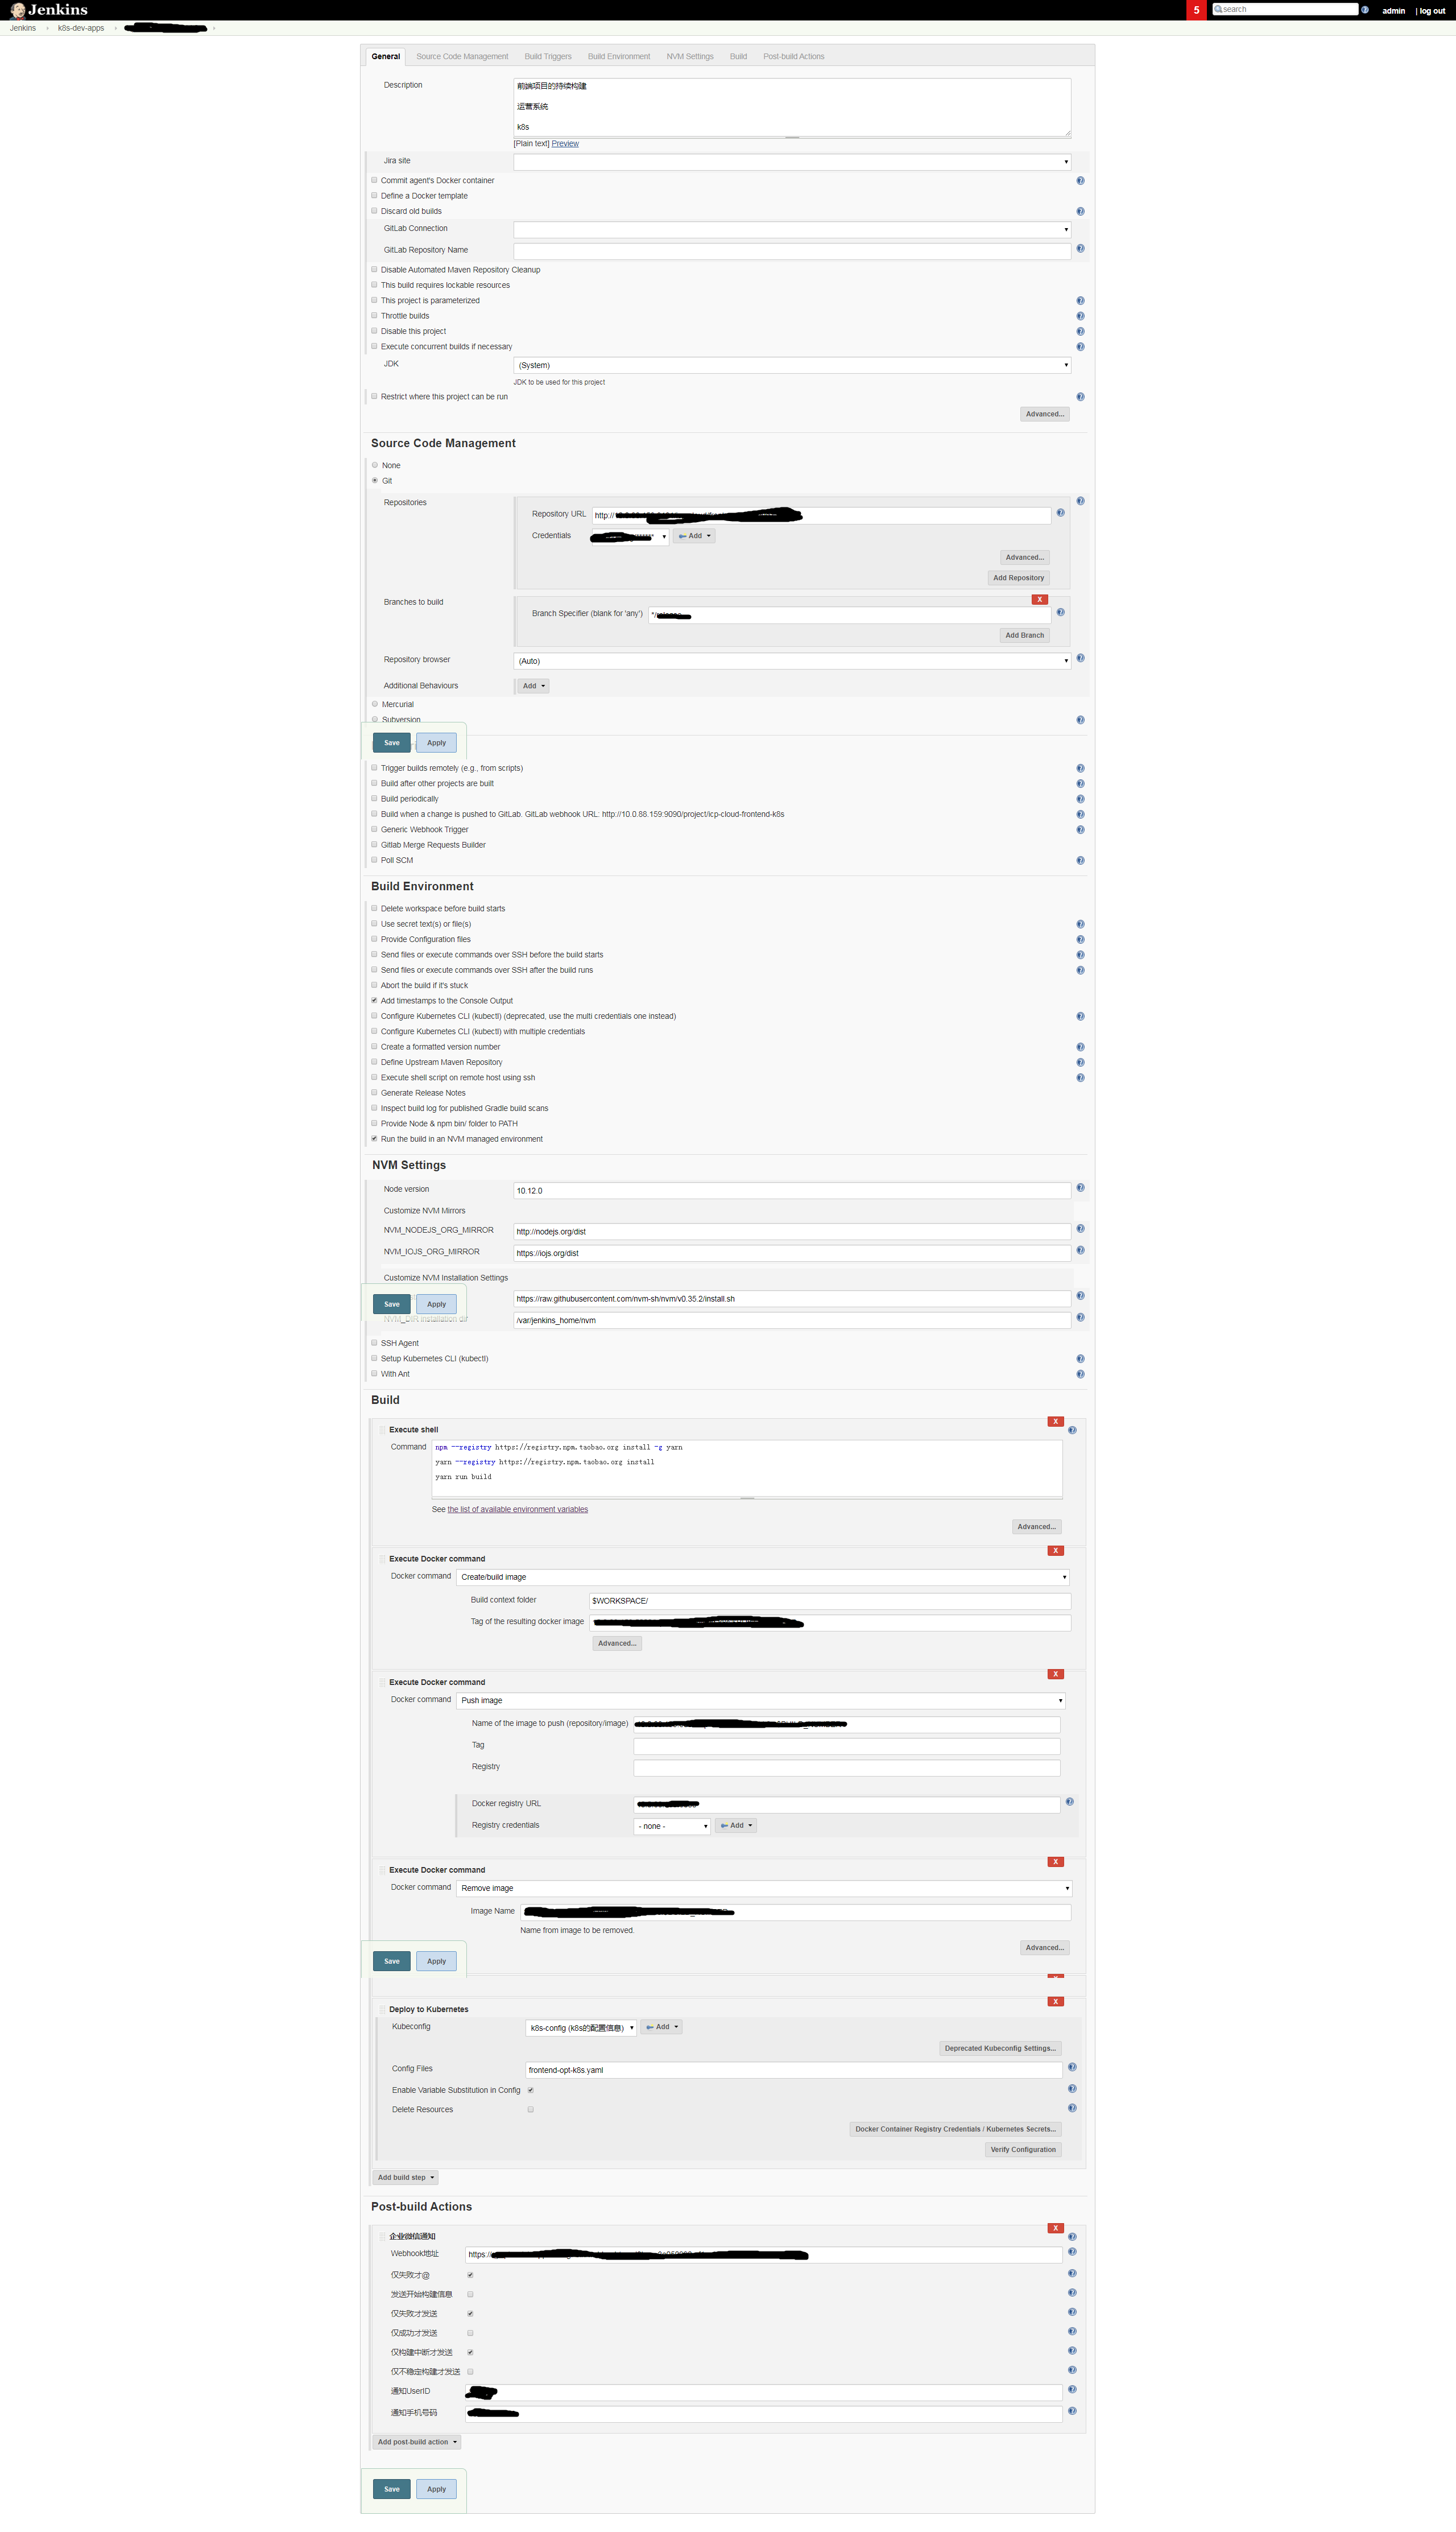 Jenkins
5
search
admin
| log out
Jenkins
k8s-dev-apps
General
Source Code Management
Build Triggers
Build Environment
NVM Settings
Build
Post-build Actions
Description
前端项目的持续构建
运营系统
k8s
[Plain text] Preview
Jira site
Commit agent's Docker container
Define a Docker template
Discard old builds
GitLab Connection
GitLab Repository Name
Disable Automated Maven Repository Cleanup
This build requires lockable resources
This project is parameterized
Throttle builds
Disable this project
Execute concurrent builds if necessary
JDK
(System)
JDK to be used for this project
Restrict where this project can be run
Advanced...
Source Code Management
None
Git
Repositories
Repository URL
http://
Credentials
Add
Advanced...
Add Repository
Branches to build
X
Branch Specifier (blank for 'any')
*/
Add Branch
Repository browser
(Auto)
Additional Behaviours
Add
Mercurial
Subversion
Save
Apply
Trigger builds remotely (e.g., from scripts)
Build after other projects are built
Build periodically
Build when a change is pushed to GitLab. GitLab webhook URL: http://10.0.88.159:9090/project/icp-cloud-frontend-k8s
Generic Webhook Trigger
Gitlab Merge Requests Builder
Poll SCM
Build Environment
Delete workspace before build starts
Use secret text(s) or file(s)
Provide Configuration files
Send files or execute commands over SSH before the build starts
Send files or execute commands over SSH after the build runs
Abort the build if it's stuck
Add timestamps to the Console Output
Configure Kubernetes CLI (kubectl) (deprecated, use the multi credentials one instead)
Configure Kubernetes CLI (kubectl) with multiple credentials
Create a formatted version number
Define Upstream Maven Repository
Execute shell script on remote host using ssh
Generate Release Notes
Inspect build log for published Gradle build scans
Provide Node & npm bin/ folder to PATH
Run the build in an NVM managed environment
NVM Settings
Node version
10.12.0
Customize NVM Mirrors
NVM_NODEJS_ORG_MIRROR
http://nodejs.org/dist
NVM_IOJS_ORG_MIRROR
https://iojs.org/dist
Customize NVM Installation Settings
https://raw.githubusercontent.com/nvm-sh/nvm/v0.35.2/install.sh
Save
Apply
NVM_DIR installation dir
/var/jenkins_home/nvm
SSH Agent
Setup Kubernetes CLI (kubectl)
With Ant
Build
X
Execute shell
Command
npm --registry https://registry.npm.taobao.org install -g yarn
yarn --registry https://registry.npm.taobao.org install
yarn run build
See the list of available environment variables
Advanced...
X
Execute Docker command
Docker command
Create/build image
Build context folder
$WORKSPACE/
Tag of the resulting docker image
Advanced...
X
Execute Docker command
Docker command
Push image
Name of the image to push (repository/image)
Tag
Registry
Docker registry URL
Registry credentials
- none -
Add
X
Execute Docker command
Docker command
Remove image
Image Name
Name from image to be removed.
Advanced...
Save
Apply
X
Deploy to Kubernetes
Kubeconfig
k8s-config (k8s的配置信息)
Add
Deprecated Kubeconfig Settings...
Config Files
frontend-opt-k8s.yaml
Enable Variable Substitution in Config
Delete Resources
Docker Container Registry Credentials / Kubernetes Secrets...
Verify Configuration
Add build step
Post-build Actions
X
企业微信通知
Webhook地址
https://
仅失败才@
发送开始构建信息
仅失败才发送
仅成功才发送
仅构建中断才发送
仅不稳定构建才发送
通知UserID
通知手机号码
Add post-build action
Save
Apply